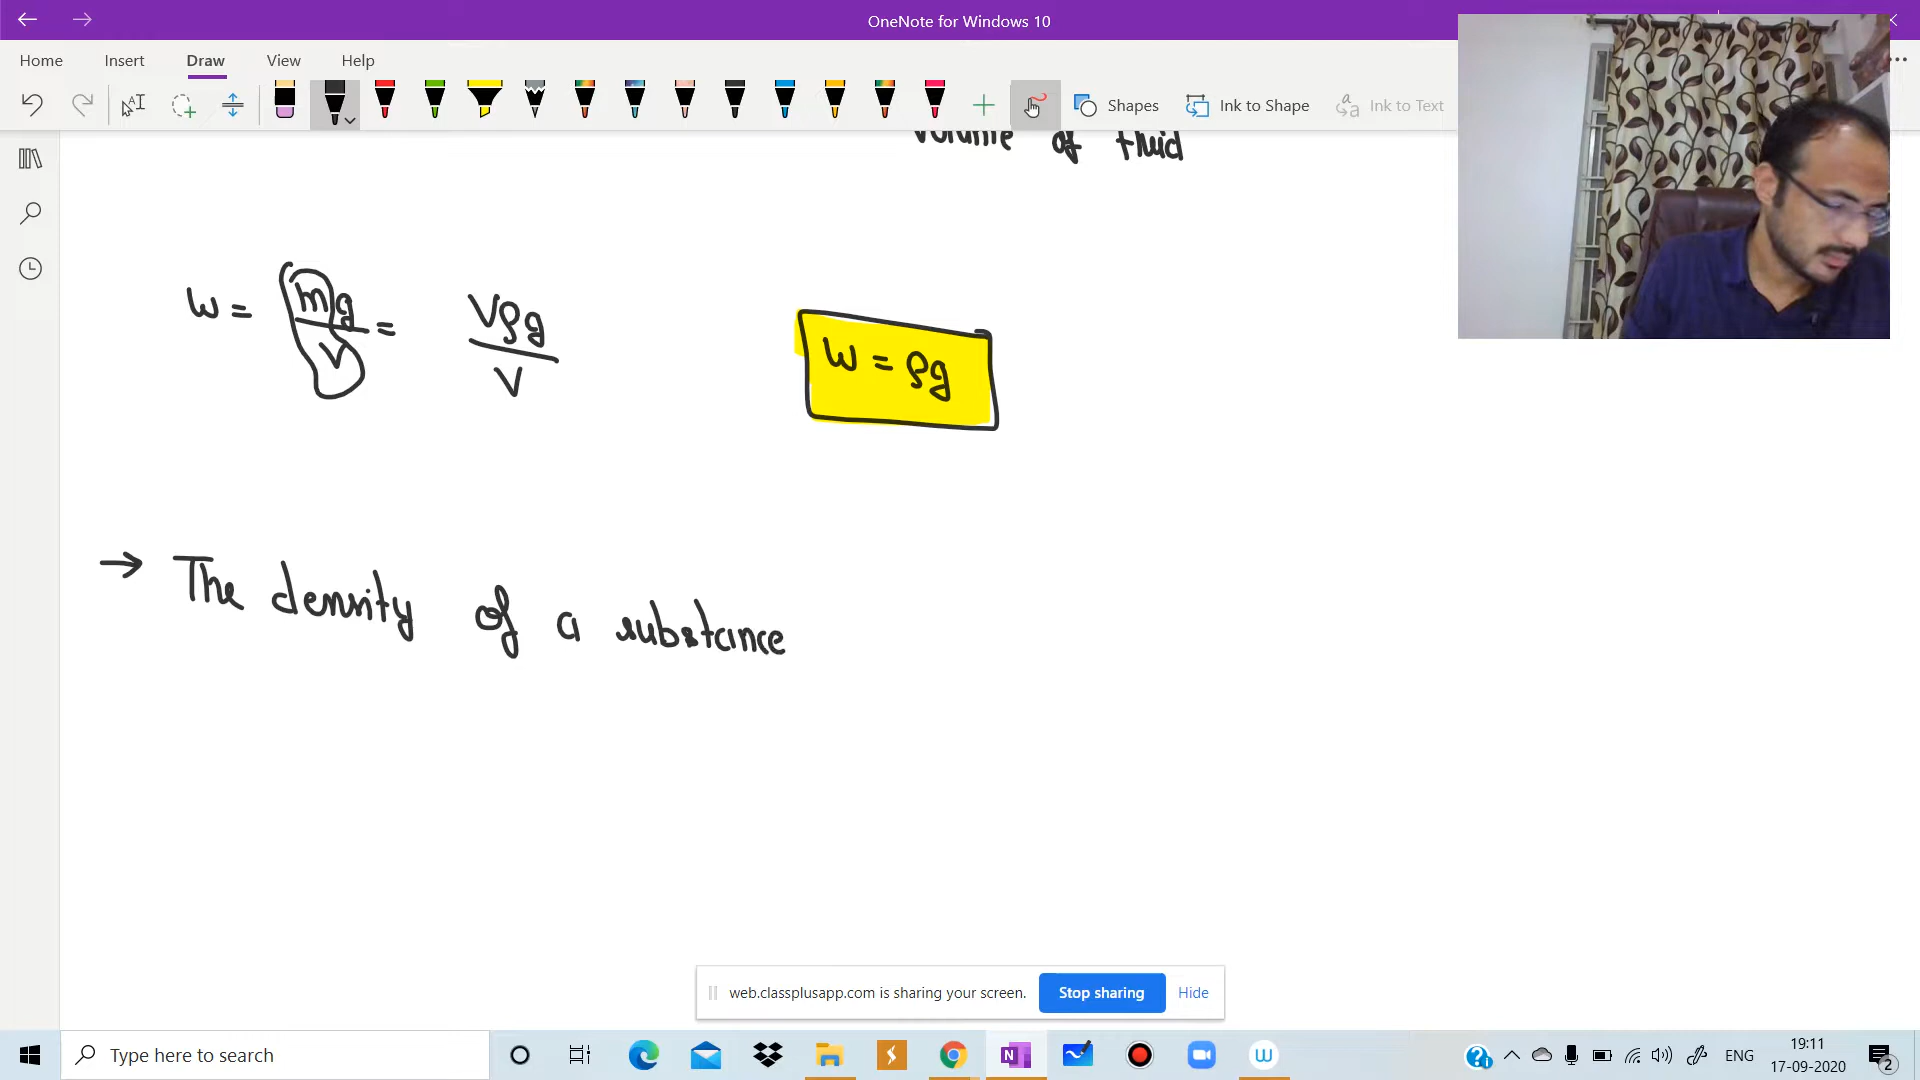 OneNote for Windows 10
Home Insert Draw View Help
Shapes Ink to Shape Ink to Text
volume of fluid
w = mg/V = Vρg/V
w = ρg
→ The density of a substance
web.classplusapp.com is sharing your screen. Stop sharing Hide
Type here to search
ENG
19:11
17-09-2020
2